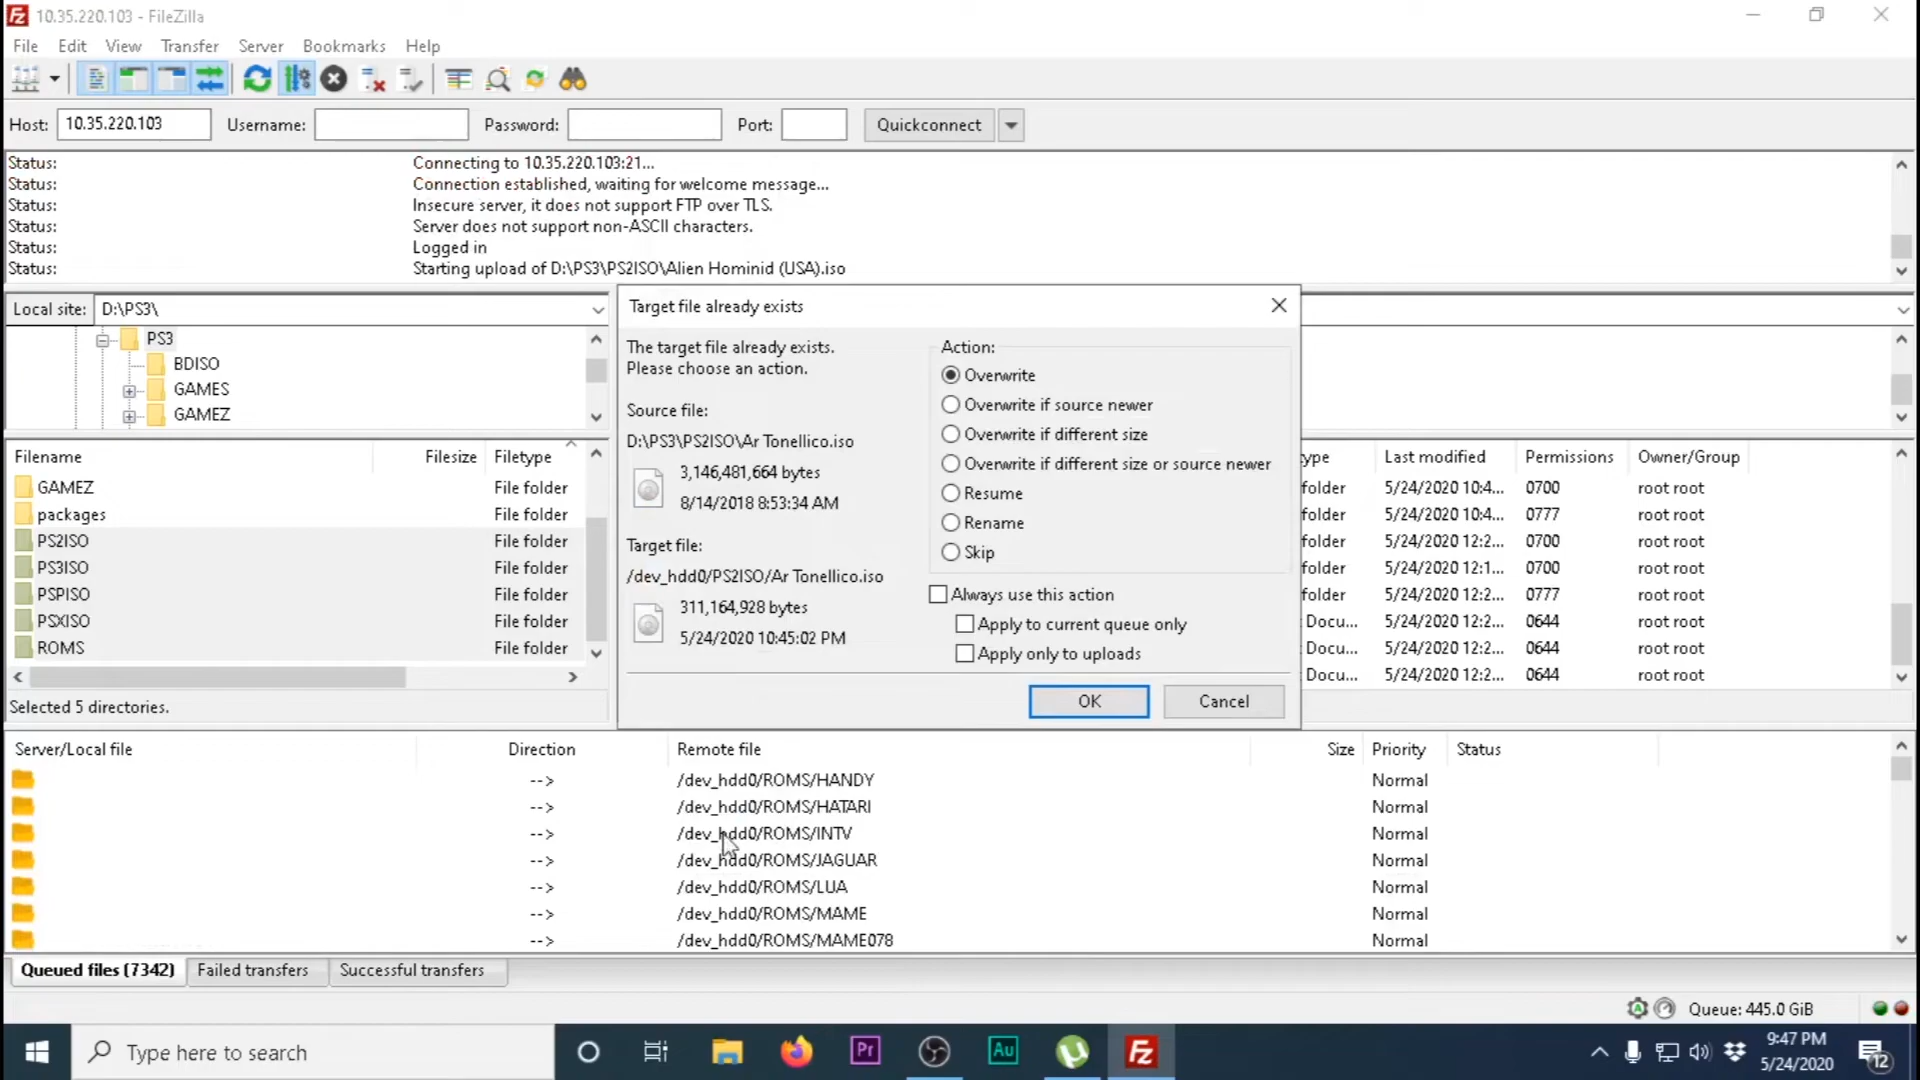 10.35.220.103 - FileZilla
File Edit View Transfer Server Bookmarks Help
Host: 10.35.220.103 Username: Password: Port: Quickconnect
Status: Connecting to 10.35.220.103:21...
Status: Connection established, waiting for welcome message...
Status: Insecure server, it does not support FTP over TLS.
Status: Server does not support non-ASCII characters.
Status: Logged in
Status: Starting upload of D:\PS3\PS2ISO\Alien Hominid (USA).iso
Local site: D:\PS3\
PS3
BDISO
GAMES
GAMEZ
Filename Filesize Filetype
GAMEZ File folder
packages File folder
PS2ISO File folder
PS3ISO File folder
PSPISO File folder
PSXISO File folder
ROMS File folder
Selected 5 directories.
Target file already exists
The target file already exists.
Please choose an action.
Source file:
D:\PS3\PS2ISO\Ar Tonellico.iso
3,146,481,664 bytes
8/14/2018 8:53:34 AM
Target file:
/dev_hdd0/PS2ISO/Ar Tonellico.iso
311,164,928 bytes
5/24/2020 10:45:02 PM
Action:
Overwrite
Overwrite if source newer
Overwrite if different size
Overwrite if different size or source newer
Resume
Rename
Skip
Always use this action
Apply to current queue only
Apply only to uploads
OK Cancel
ype Last modified Permissions Owner/Group
folder 5/24/2020 10:4... 0700 root root
folder 5/24/2020 10:4... 0777 root root
folder 5/24/2020 12:2... 0700 root root
folder 5/24/2020 12:1... 0700 root root
folder 5/24/2020 12:2... 0777 root root
Docu... 5/24/2020 12:2... 0644 root root
Docu... 5/24/2020 12:2... 0644 root root
Docu... 5/24/2020 12:2... 0644 root root
Server/Local file Direction Remote file Size Priority Status
--> /dev_hdd0/ROMS/HANDY Normal
--> /dev_hdd0/ROMS/HATARI Normal
--> /dev_hdd0/ROMS/INTV Normal
--> /dev_hdd0/ROMS/JAGUAR Normal
--> /dev_hdd0/ROMS/LUA Normal
--> /dev_hdd0/ROMS/MAME Normal
--> /dev_hdd0/ROMS/MAME078 Normal
Queued files (7342) Failed transfers Successful transfers
Queue: 445.0 GiB
Type here to search
Pr
Au
Fz
9:47 PM
5/24/2020
12